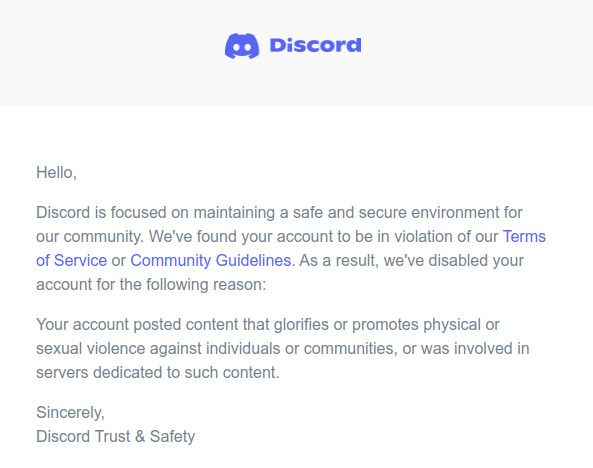 Discord
Hello,
Discord is focused on maintaining a safe and secure environment for
our community. We've found your account to be in violation of our Terms
of Service or Community Guidelines. As a result, we've disabled your
account for the following reason:
Your account posted content that glorifies or promotes physical or
sexual violence against individuals or communities, or was involved in
servers dedicated to such content.
Sincerely,
Discord Trust & Safety